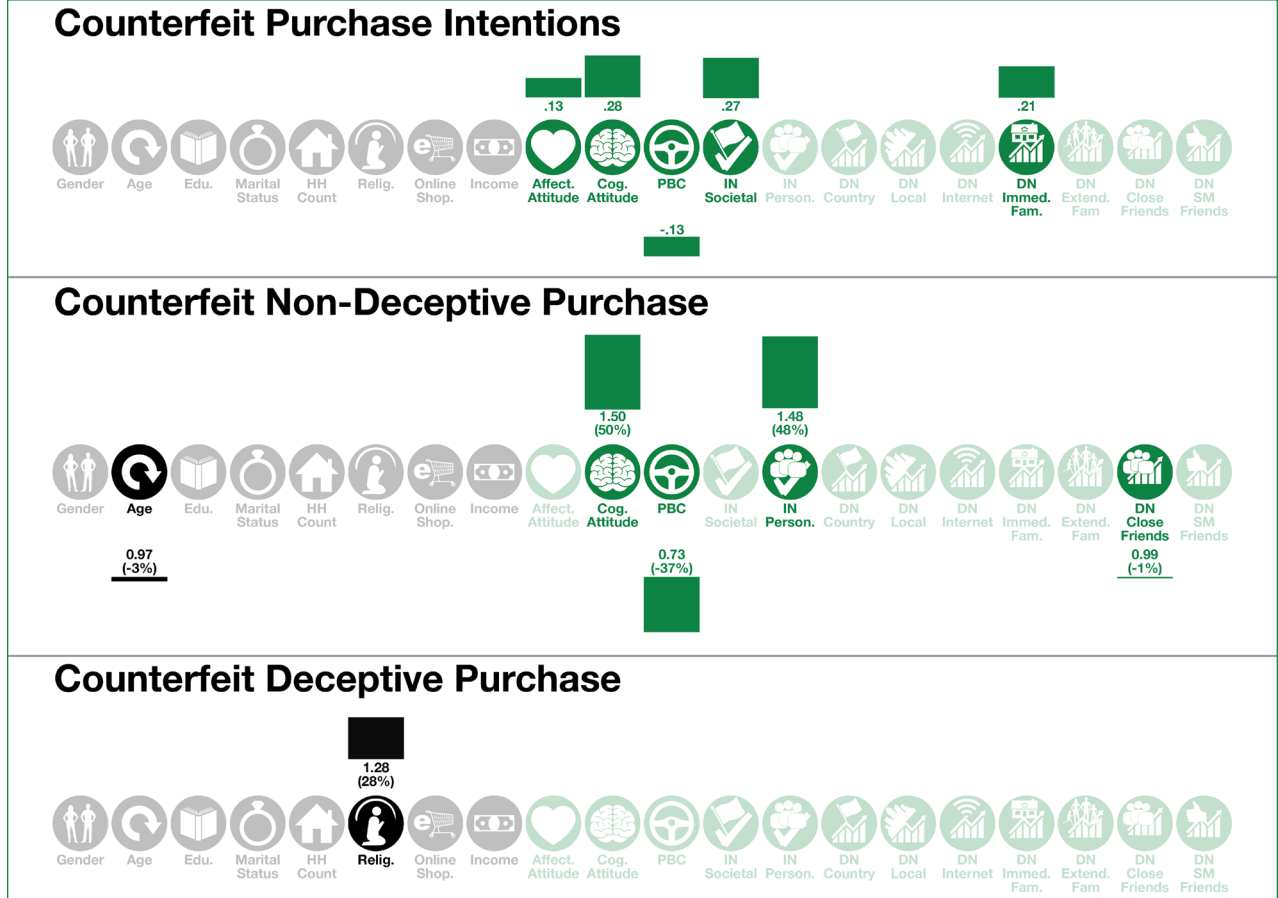 Counterfeit Purchase Intentions
.13 .28 .27 .21
Gender Age Edu. Marital Status HH Count Relig. Online Shop. Income Affect. Attitude Cog. Attitude PBC IN Societal IN Person. DN Country DN Local DN Internet DN Immed. Fam. DN Extend. Fam DN Close Friends DN SM Friends
-.13
Counterfeit Non-Deceptive Purchase
1.50 (50%) 1.48 (48%)
e
Gender Age Edu. Marital Status HH Count Relig. Online Shop. Income Affect. Attitude Cog. Attitude PBC IN Societal IN Person. DN Country DN Local DN Internet DN Immed. Fam. DN Extend. Fam DN Close Friends DN SM Friends
0.97 (-3%) 0.73 (-37%) 0.99 (-1%)
Counterfeit Deceptive Purchase
1.28 (28%)
e
Gender Age Edu. Marital Status HH Count Relig. Online Shop. Income Affect. Attitude Cog. Attitude PBC IN Societal IN Person. DN Country DN Local DN Internet DN Immed. Fam. DN Extend. Fam DN Close Friends DN SM Friends